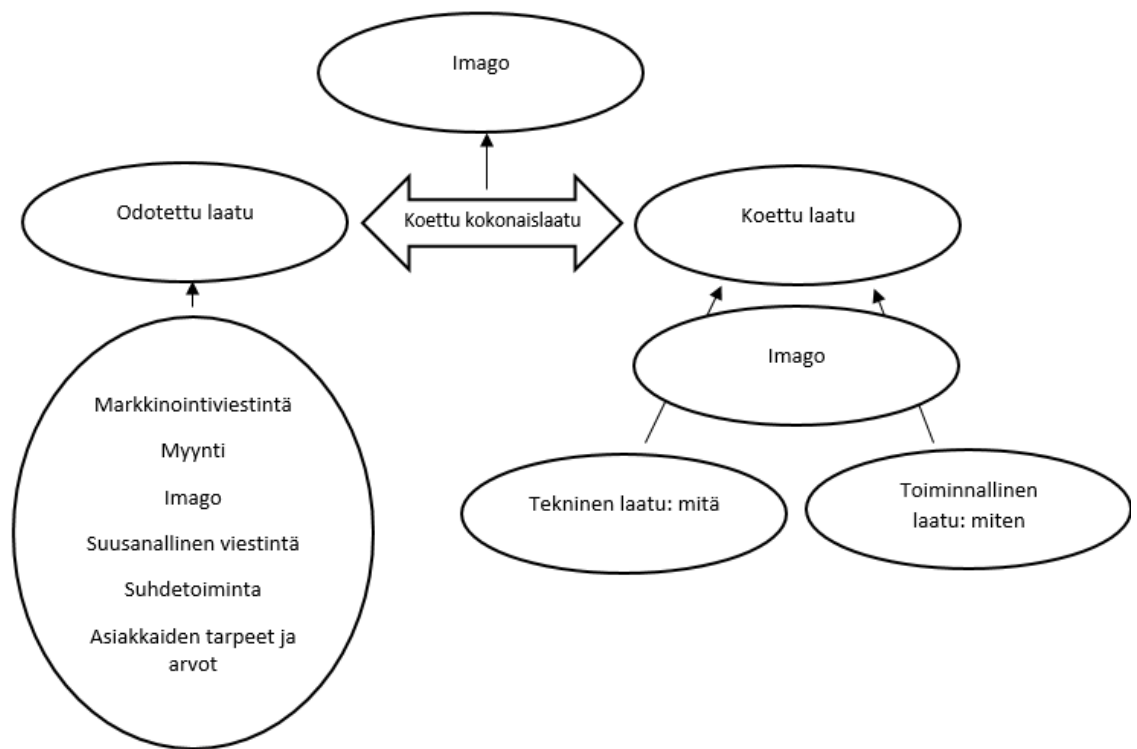 Imago
Odotettu laatu
Koettu kokonaislaatu
Koettu laatu
Imago
Markkinointiviestintä
Myynti
Imago
Suusanallinen viestintä
Suhdetoiminta
Asiakkaiden tarpeet ja
arvot
Tekninen laatu: mitä
Toiminnallinen
laatu: miten